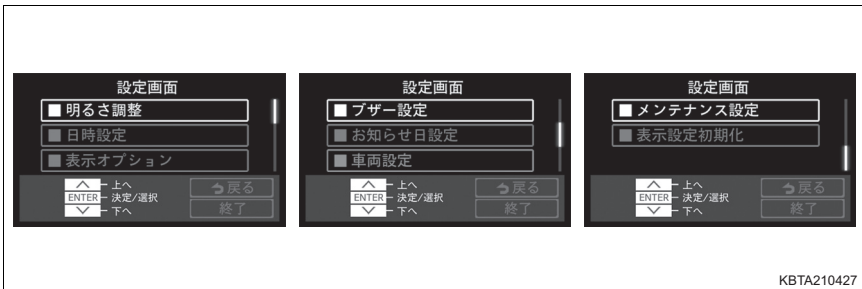 設定画面
明るさ調整
日時設定
表示オプション
上へ
ENTER 決定/選択
下へ
戻る
終了
設定画面
ブザー設定
お知らせ日設定
車両設定
上へ
ENTER 決定/選択
下へ
戻る
終了
設定画面
メンテナンス設定
表示設定初期化
上へ
ENTER 決定/選択
下へ
戻る
終了
KBTA210427